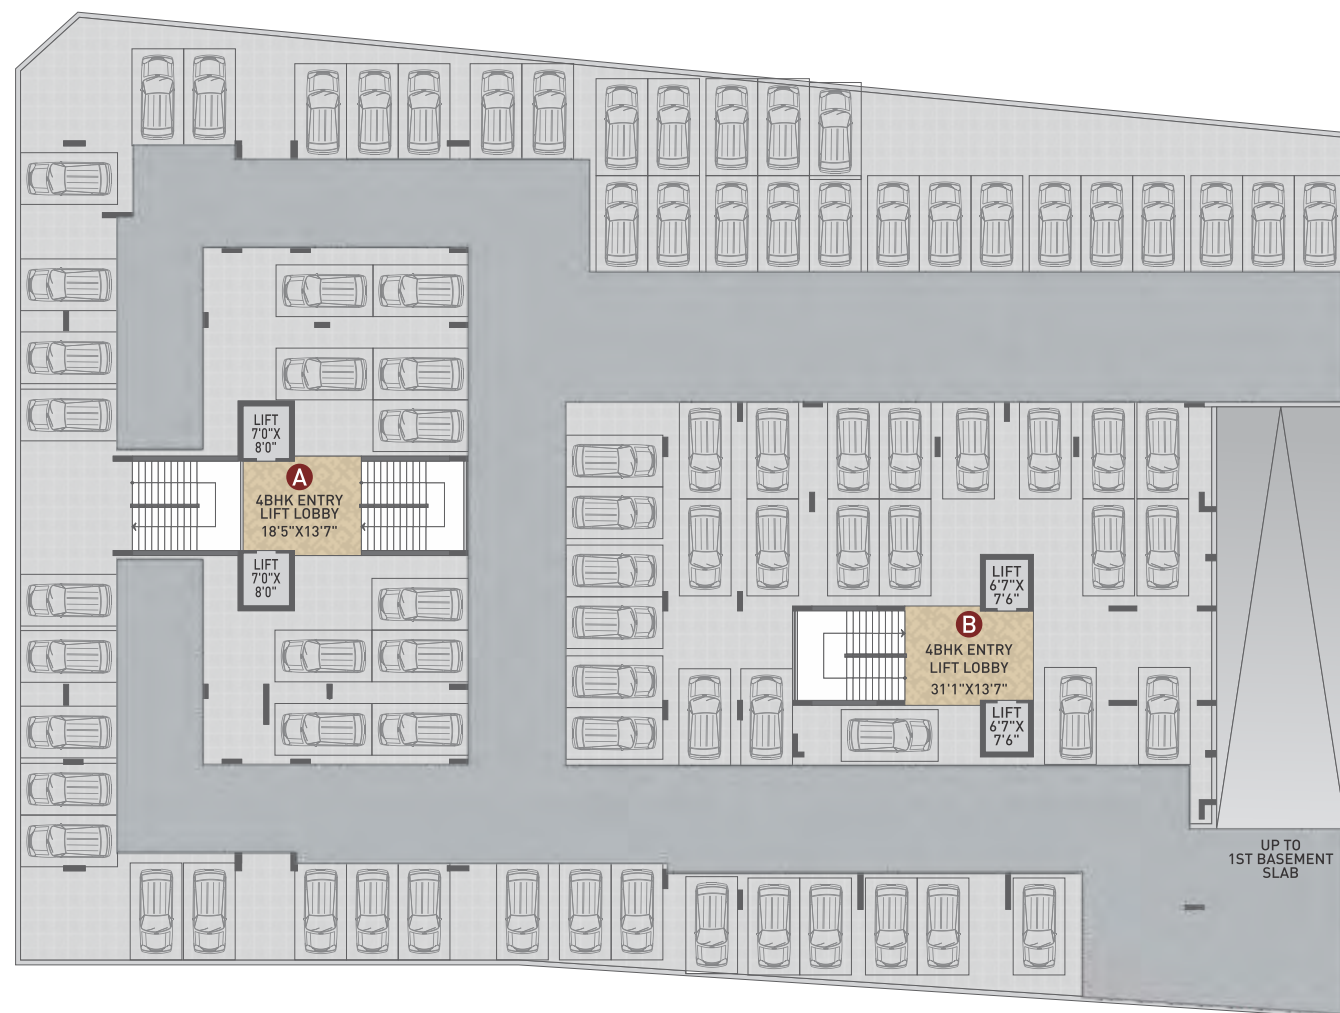 LIFT
7'0"X
8'0"
A
4BHK ENTRY
LIFT LOBBY
18'5"X13'7"
LIFT
7'0"X
8'0"
LIFT
6'7"X
7'6"
B
4BHK ENTRY
LIFT LOBBY
31'1"X13'7"
LIFT
6'7"X
7'6"
UP TO
1ST BASEMENT
SLAB